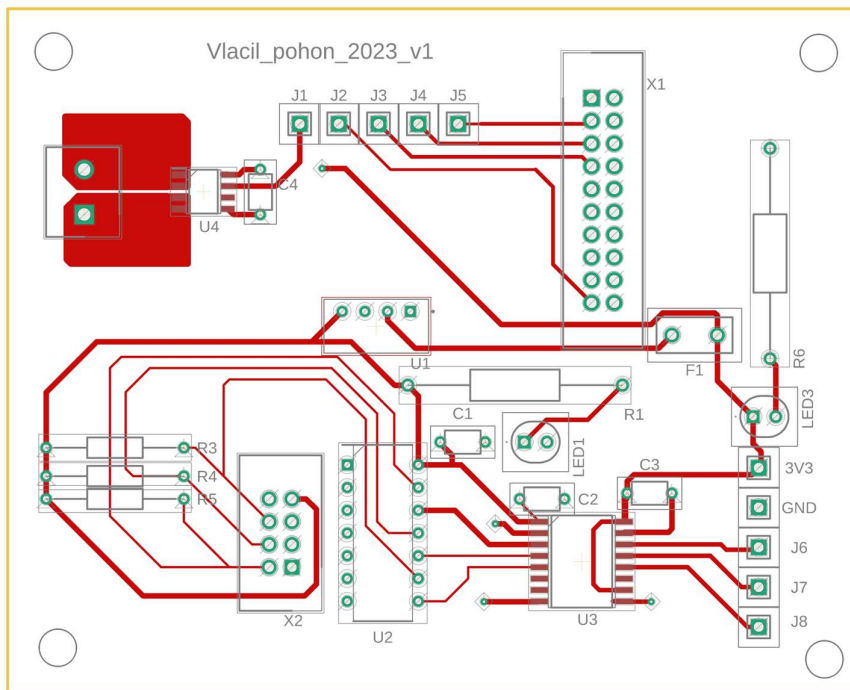 Vlacil_pohon_2023_v1
J1
J2
J3
J4
J5
X1
C4
U4
U1
F1
R6
R1
C1
LED1
LED3
R3
R4
R5
C2
C3
3V3
GND
J6
J7
J8
X2
U2
U3